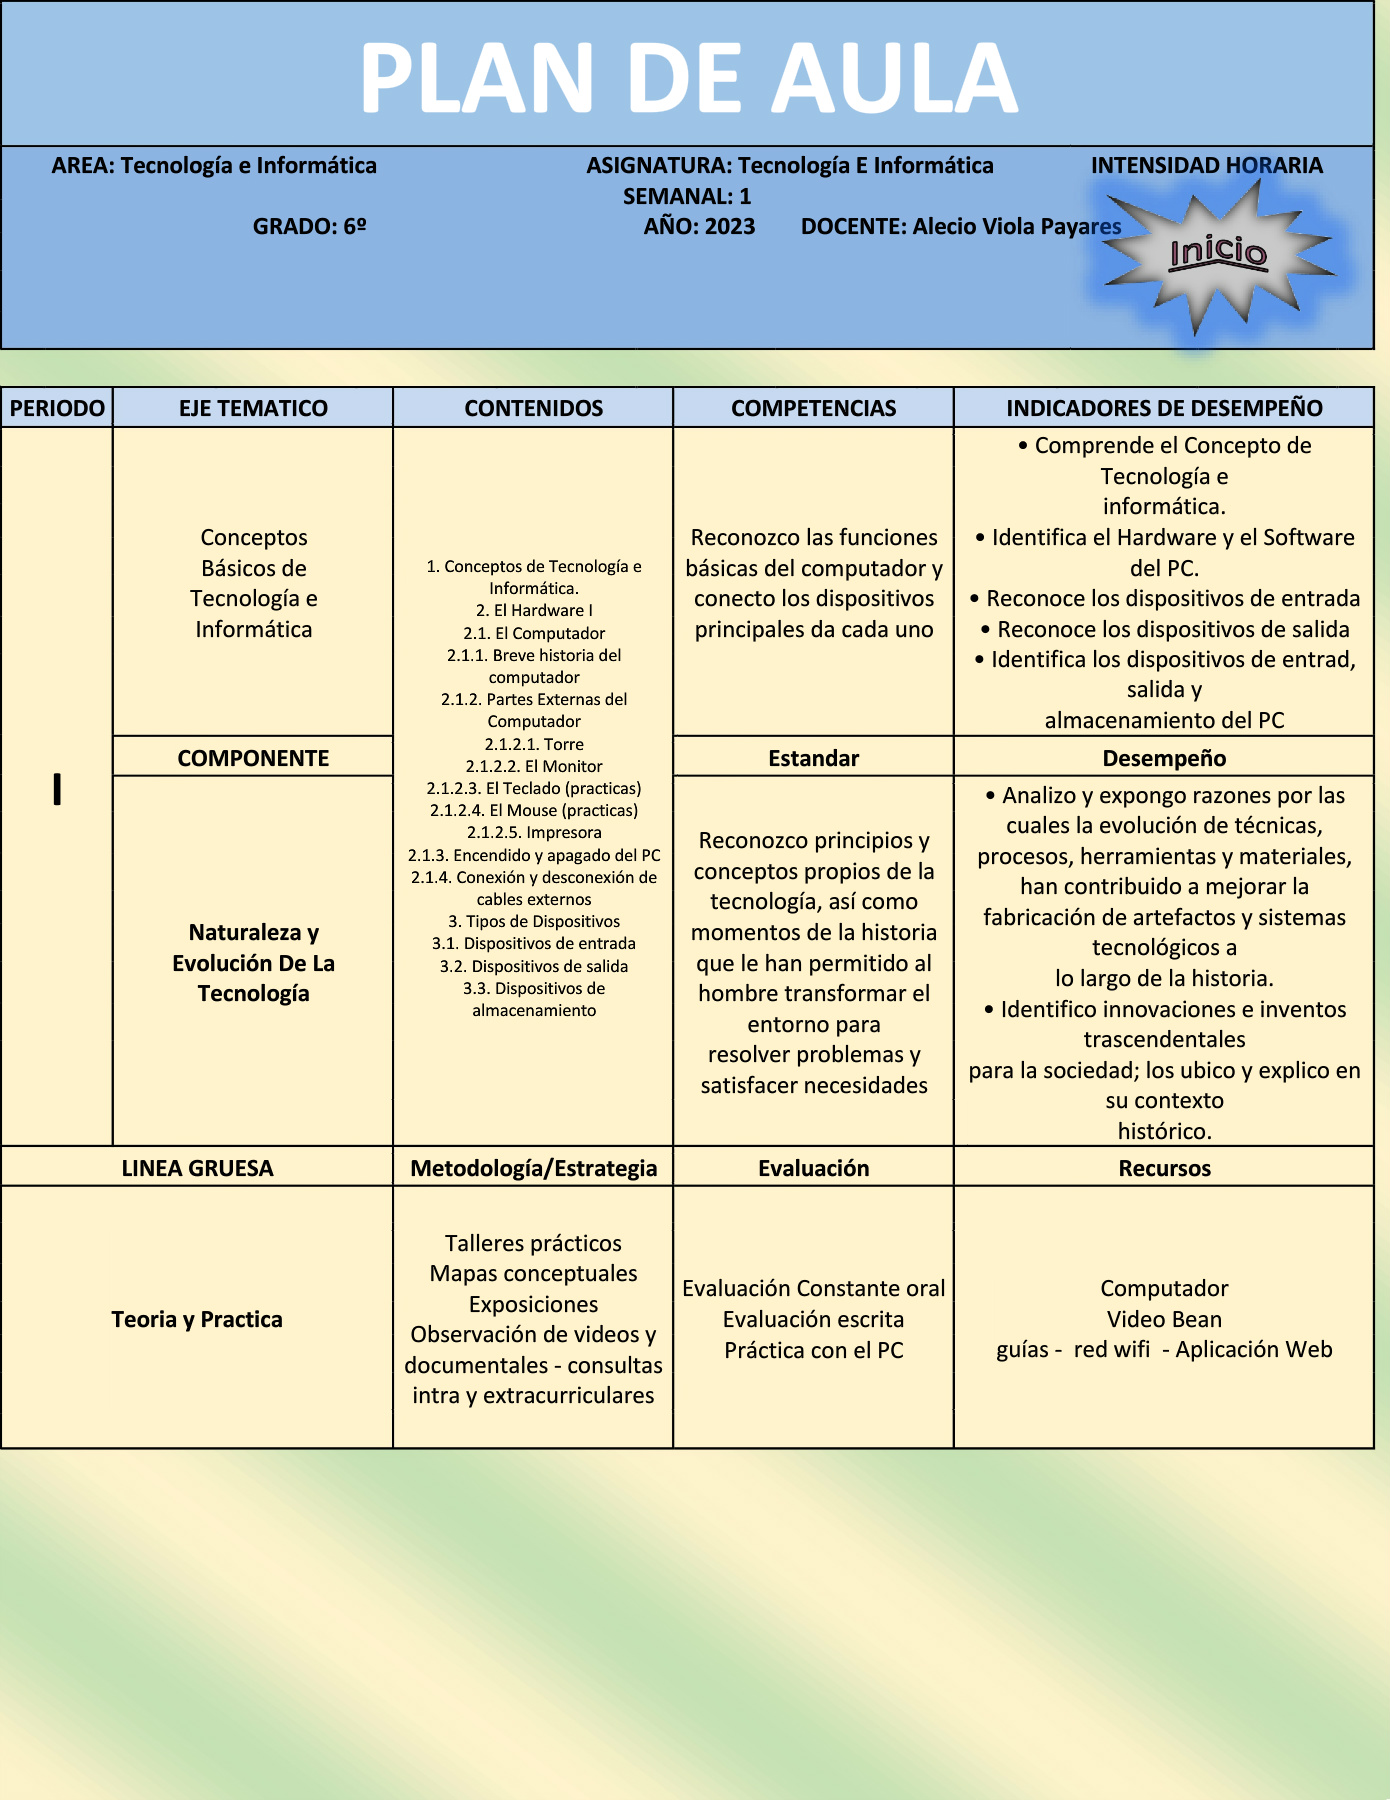 PLAN DE AULA
AREA: Tecnología e Informática ASIGNATURA: Tecnología E Informática INTENSIDAD HORARIA
SEMANAL: 1
GRADO: 6º AÑO: 2023 DOCENTE: Alecio Viola Payares
Inicio
PERIODO EJE TEMATICO CONTENIDOS COMPETENCIAS INDICADORES DE DESEMPEÑO
I
Conceptos
Básicos de
Tecnología e
Informática
1. Conceptos de Tecnología e
Informática.
2. El Hardware I
2.1. El Computador
2.1.1. Breve historia del
computador
2.1.2. Partes Externas del
Computador
2.1.2.1. Torre
2.1.2.2. El Monitor
2.1.2.3. El Teclado (practicas)
2.1.2.4. El Mouse (practicas)
2.1.2.5. Impresora
2.1.3. Encendido y apagado del PC
2.1.4. Conexión y desconexión de
cables externos
3. Tipos de Dispositivos
3.1. Dispositivos de entrada
3.2. Dispositivos de salida
3.3. Dispositivos de
almacenamiento
Reconozco las funciones
básicas del computador y
conecto los dispositivos
principales da cada uno
• Comprende el Concepto de
Tecnología e
informática.
• Identifica el Hardware y el Software
del PC.
• Reconoce los dispositivos de entrada
• Reconoce los dispositivos de salida
• Identifica los dispositivos de entrad,
salida y
almacenamiento del PC
COMPONENTE Estandar Desempeño
Naturaleza y
Evolución De La
Tecnología
Reconozco principios y
conceptos propios de la
tecnología, así como
momentos de la historia
que le han permitido al
hombre transformar el
entorno para
resolver problemas y
satisfacer necesidades
• Analizo y expongo razones por las
cuales la evolución de técnicas,
procesos, herramientas y materiales,
han contribuido a mejorar la
fabricación de artefactos y sistemas
tecnológicos a
lo largo de la historia.
• Identifico innovaciones e inventos
trascendentales
para la sociedad; los ubico y explico en
su contexto
histórico.
LINEA GRUESA Metodología/Estrategia Evaluación Recursos
Teoria y Practica
Talleres prácticos
Mapas conceptuales
Exposiciones
Observación de videos y
documentales - consultas
intra y extracurriculares
Evaluación Constante oral
Evaluación escrita
Práctica con el PC
Computador
Video Bean
guías -  red wifi  - Aplicación Web